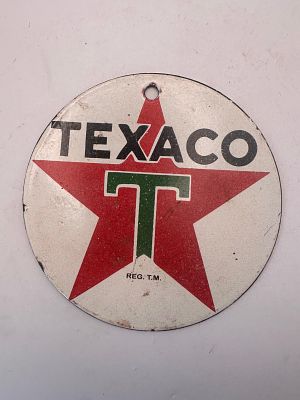 TEXACO
T
REG. T.M.